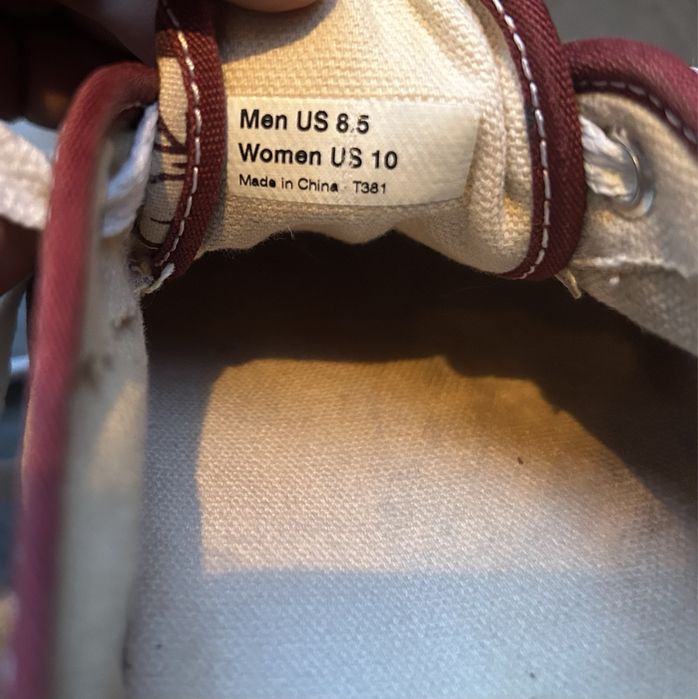 Men US 8.5
Women US 10
Made in China T381